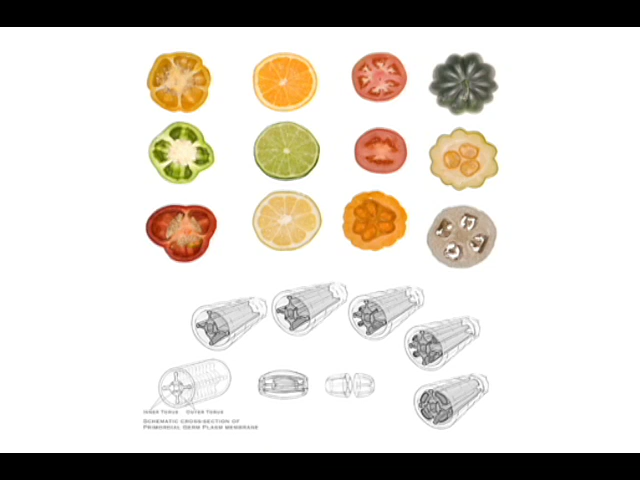 Inner Torus Outer Torus
Schematic cross-section of
Primordial Germ Plasm membrane